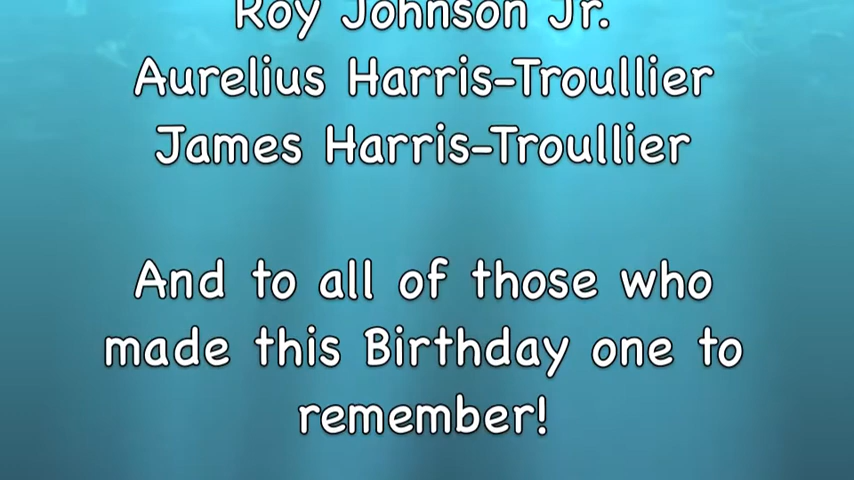 Roy Johnson Jr.
Aurelius Harris-Troullier
James Harris-Troullier
And to all of those who
made this Birthday one to
remember!